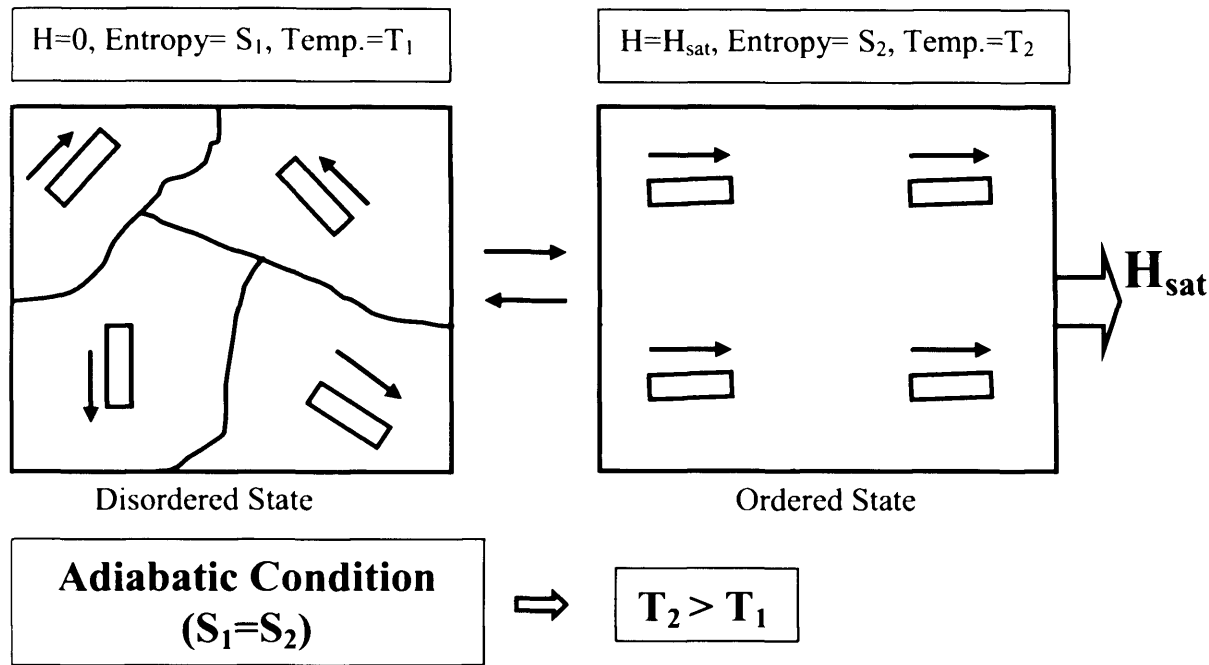 H=0, Entropy= S₁, Temp.=T₁
H=Hsat, Entropy= S₂, Temp.=T₂
Hsat
Disordered State
Ordered State
Adiabatic Condition
(S₁=S₂)
T₂ > T₁